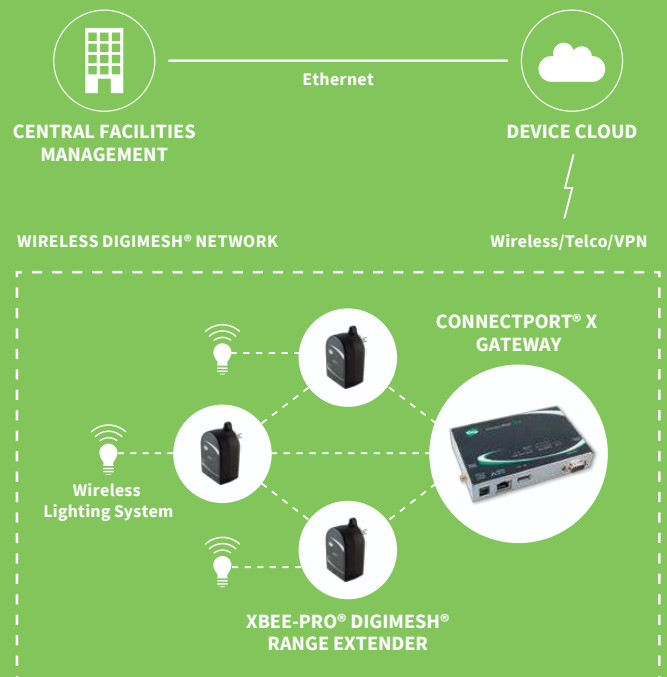 Ethernet
CENTRAL FACILITIES
MANAGEMENT
DEVICE CLOUD
WIRELESS DIGIMESH® NETWORK
Wireless/Telco/VPN
CONNECTPORT® X
GATEWAY
Wireless
Lighting System
XBEE-PRO® DIGIMESH®
RANGE EXTENDER